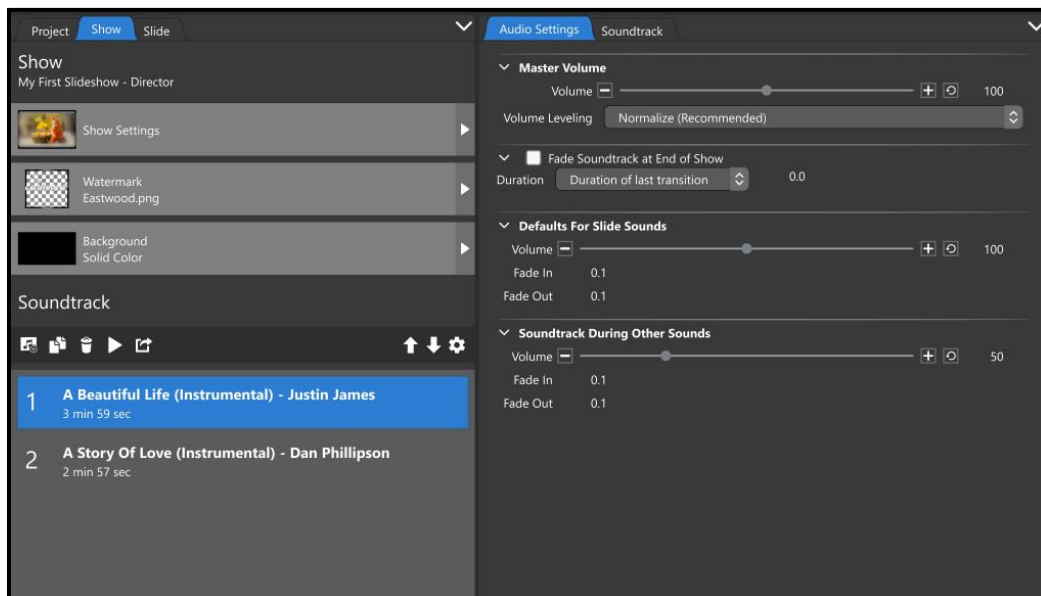 Project Show Slide
Show
My First Slideshow - Director
Show Settings
Watermark
Eastwood.png
Background
Solid Color
Soundtrack
1 A Beautiful Life (Instrumental) - Justin James
3 min 59 sec
2 A Story Of Love (Instrumental) - Dan Phillipson
2 min 57 sec
Audio Settings Soundtrack
Master Volume
Volume 100
Volume Leveling Normalize (Recommended)
Fade Soundtrack at End of Show
Duration Duration of last transition 0.0
Defaults For Slide Sounds
Volume 100
Fade In 0.1
Fade Out 0.1
Soundtrack During Other Sounds
Volume 50
Fade In 0.1
Fade Out 0.1